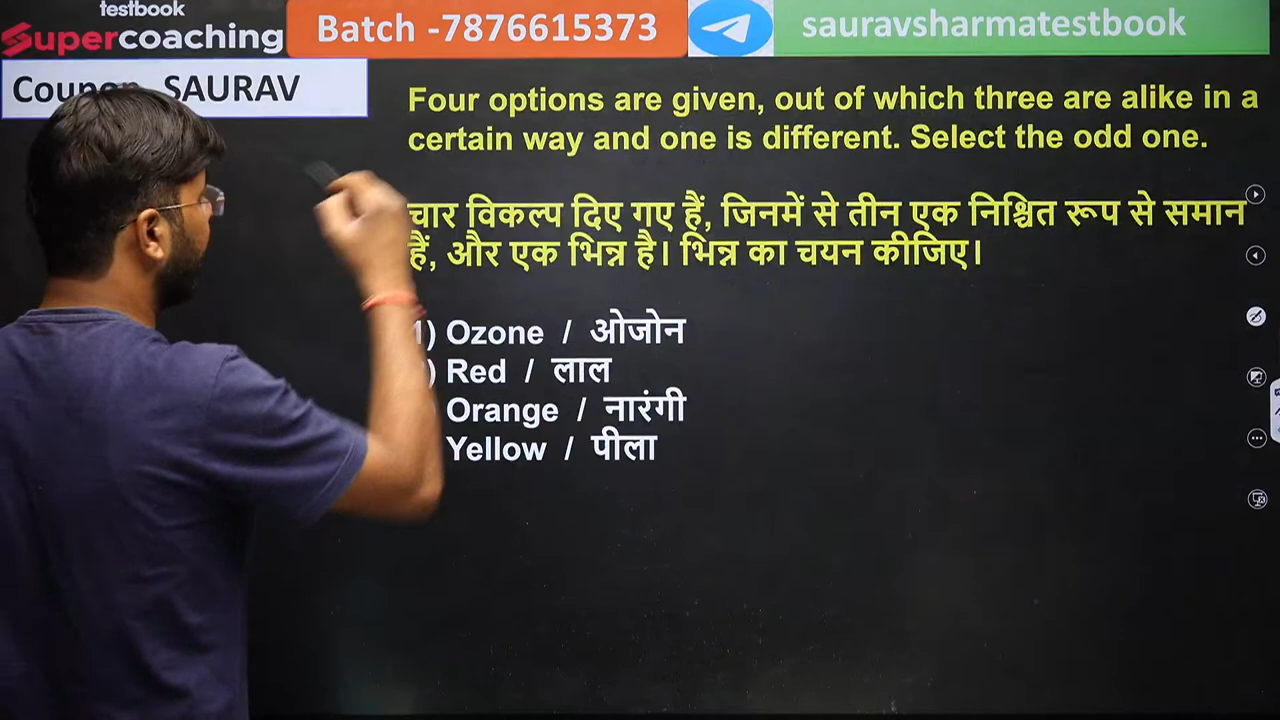 testbook
Supercoaching
Batch -7876615373
sauravsharmatestbook
Coupon SAURAV
Four options are given, out of which three are alike in a
certain way and one is different. Select the odd one.
चार विकल्प दिए गए हैं, जिनमें से तीन एक निश्चित रूप से समान
हैं, और एक भिन्न है। भिन्न का चयन कीजिए।
1) Ozone / ओजोन
) Red / लाल
Orange / नारंगी
Yellow / पीला